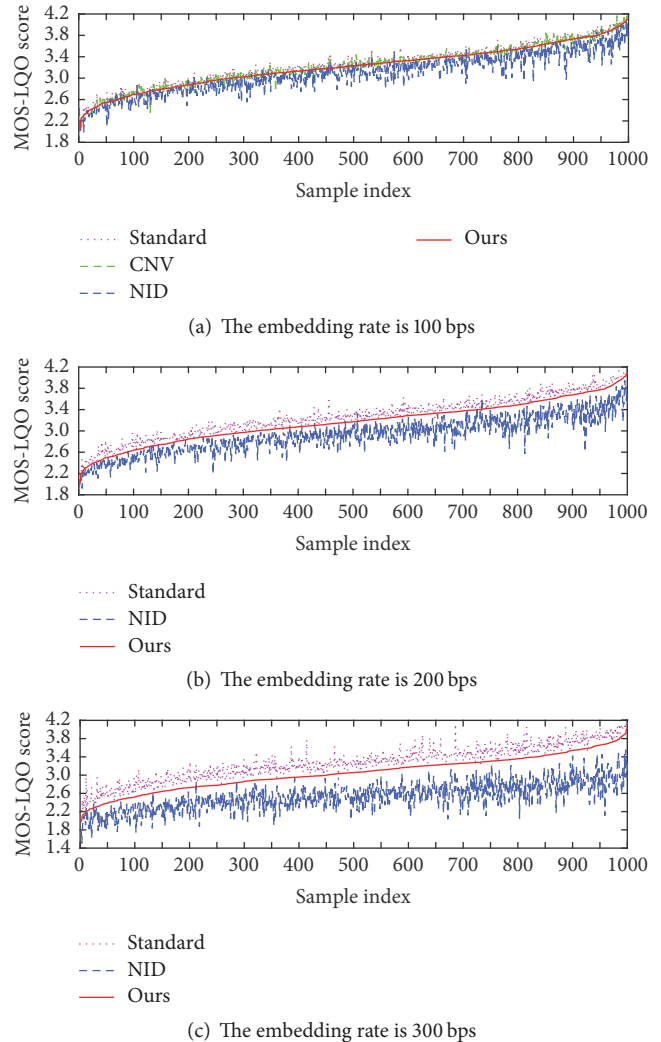 MOS-LQO score
4.2
3.8
3.4
3.0
2.6
2.2
1.8
0 100 200 300 400 500 600 700 800 900 1000
Sample index
Standard Ours
CNV
NID
(a) The embedding rate is 100 bps
MOS-LQO score
4.2
3.8
3.4
3.0
2.6
2.2
1.8
0 100 200 300 400 500 600 700 800 900 1000
Sample index
Standard
NID
Ours
(b) The embedding rate is 200 bps
MOS-LQO score
4.2
3.8
3.4
3.0
2.6
2.2
1.8
1.4
0 100 200 300 400 500 600 700 800 900 1000
Sample index
Standard
NID
Ours
(c) The embedding rate is 300 bps